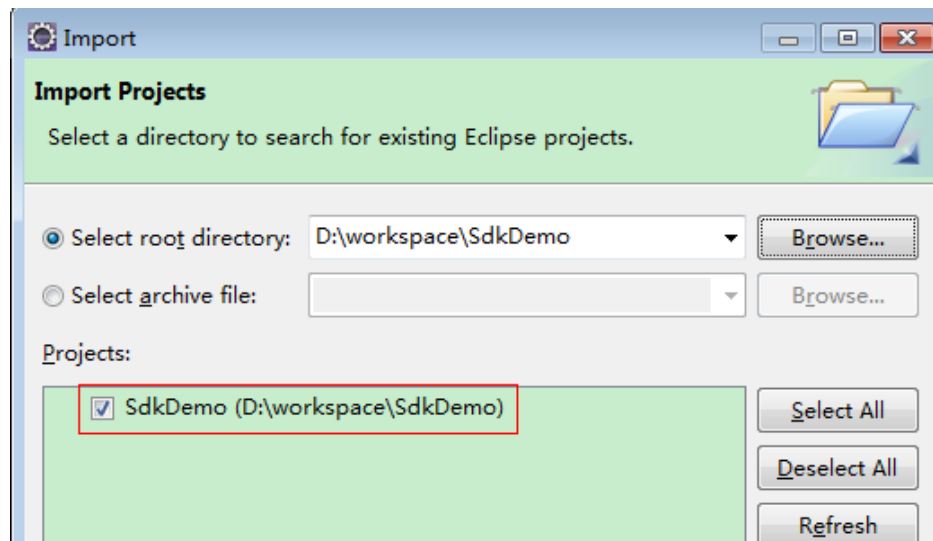 Import
Import Projects
Select a directory to search for existing Eclipse projects.
Select root directory: D:\workspace\SdkDemo Browse...
Select archive file: Browse...
Projects:
SdkDemo (D:\workspace\SdkDemo)
Select All
Deselect All
Refresh